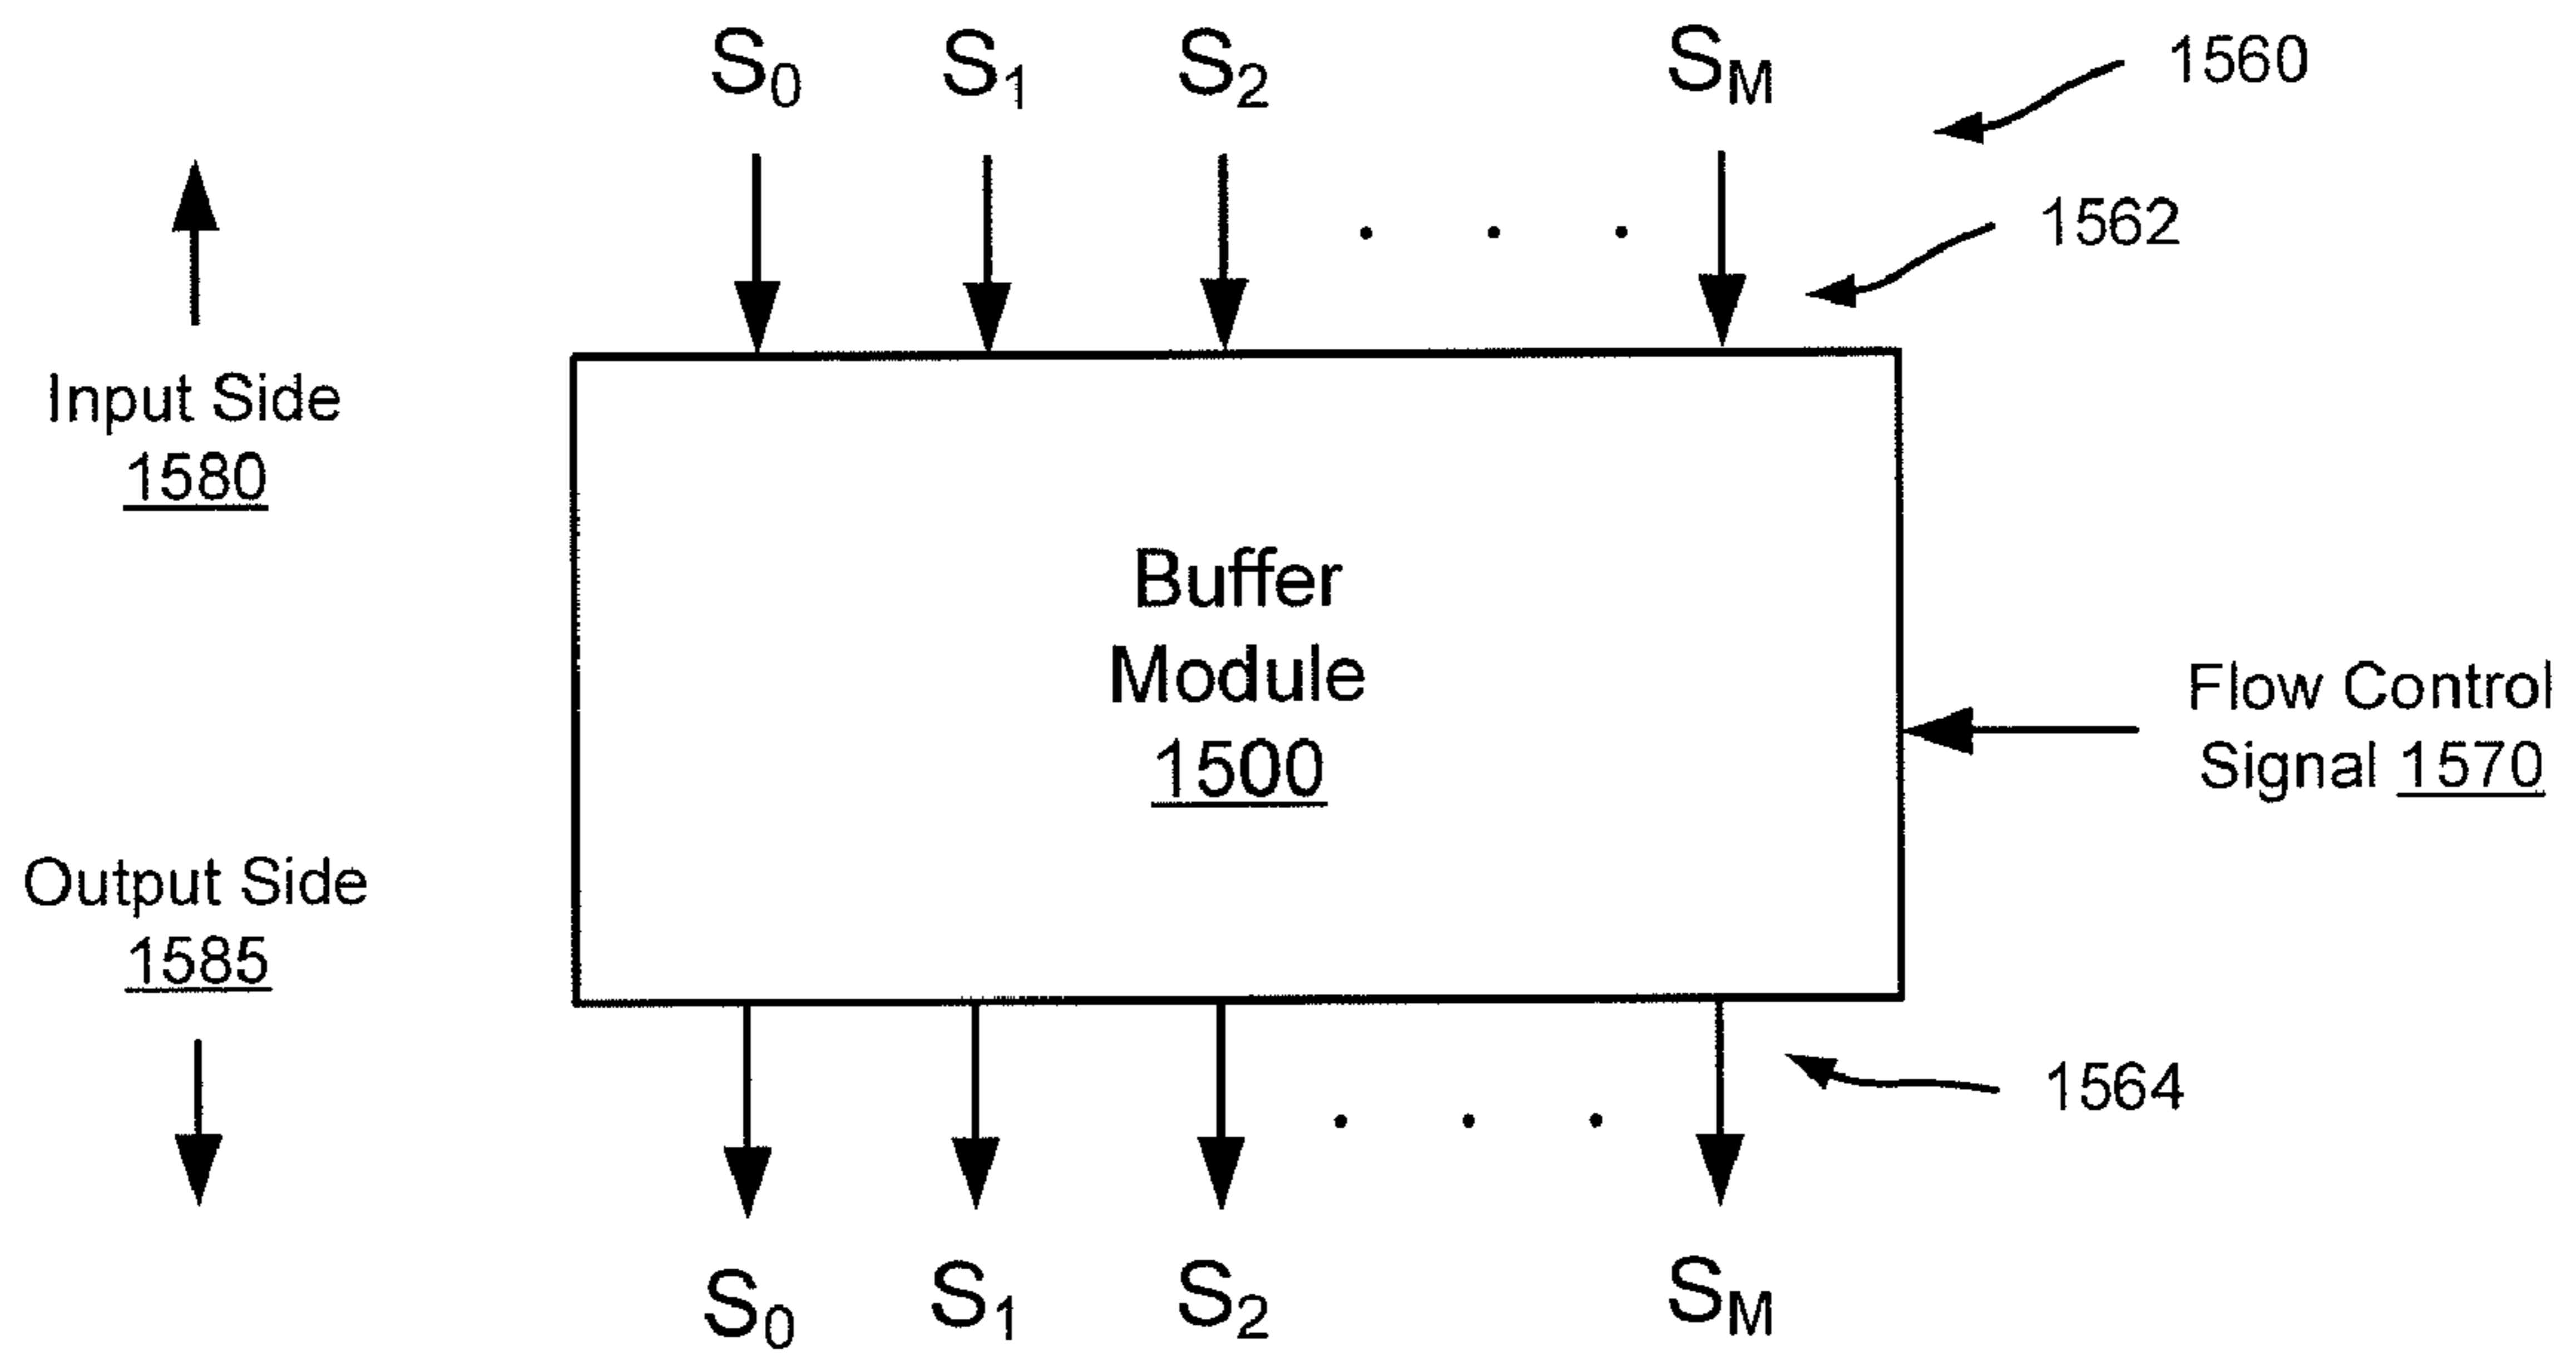 S0 S1 S2 . . . SM
1560
1562
Input Side
1580
Buffer
Module
1500
Flow Control
Signal 1570
Output Side
1585
1564
S0 S1 S2 . . . SM